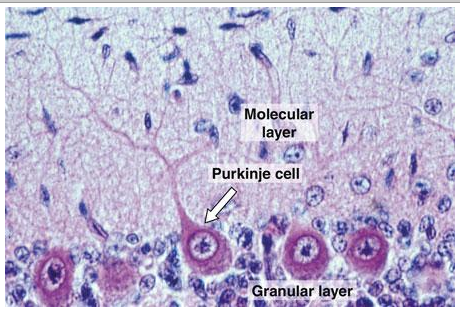 Molecular
layer
Purkinje cell
Granular layer